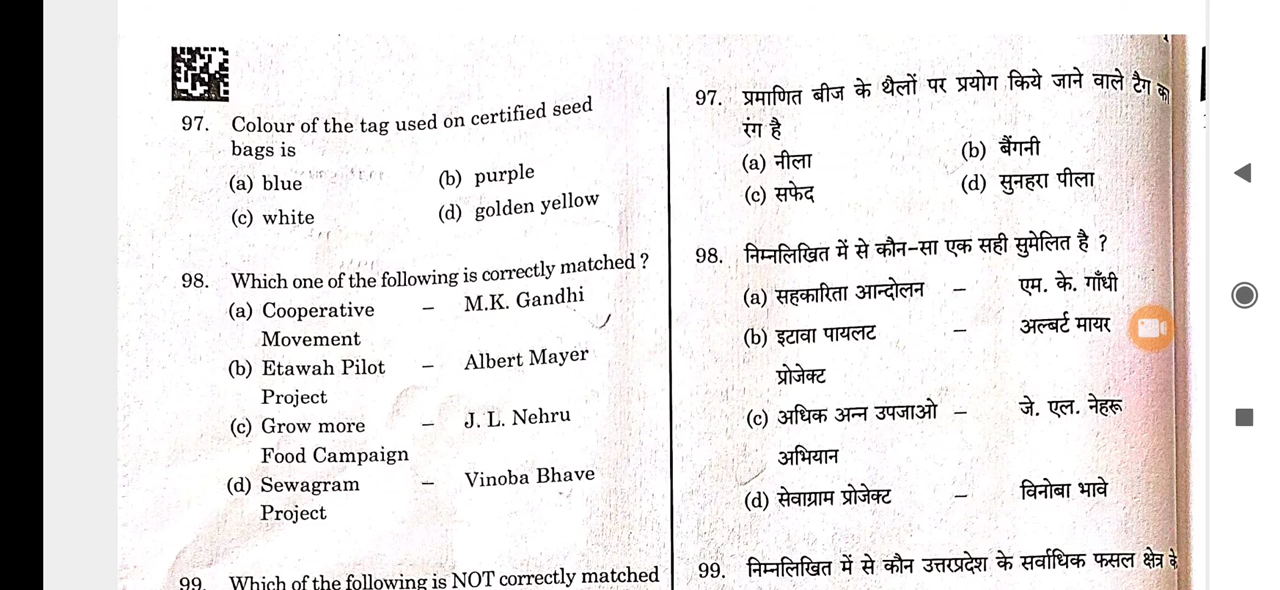 97. Colour of the tag used on certified seed
bags is
(a) blue (b) purple
(c) white (d) golden yellow
98. Which one of the following is correctly matched ?
(a) Cooperative – M.K. Gandhi
Movement
(b) Etawah Pilot – Albert Mayer
Project
(c) Grow more – J. L. Nehru
Food Campaign
(d) Sewagram – Vinoba Bhave
Project
99. Which of the following is NOT correctly matched
97. प्रमाणित बीज के थैलों पर प्रयोग किये जाने वाले टैग का
रंग है
(a) नीला (b) बैंगनी
(c) सफेद (d) सुनहरा पीला
98. निम्नलिखित में से कौन-सा एक सही सुमेलित है ?
(a) सहकारिता आन्दोलन – एम. के. गाँधी
(b) इटावा पायलट – अल्बर्ट मायर
प्रोजेक्ट
(c) अधिक अन्न उपजाओ – जे. एल. नेहरू
अभियान
(d) सेवाग्राम प्रोजेक्ट – विनोबा भावे
99. निम्नलिखित में से कौन उत्तरप्रदेश के सर्वाधिक फसल क्षेत्र के